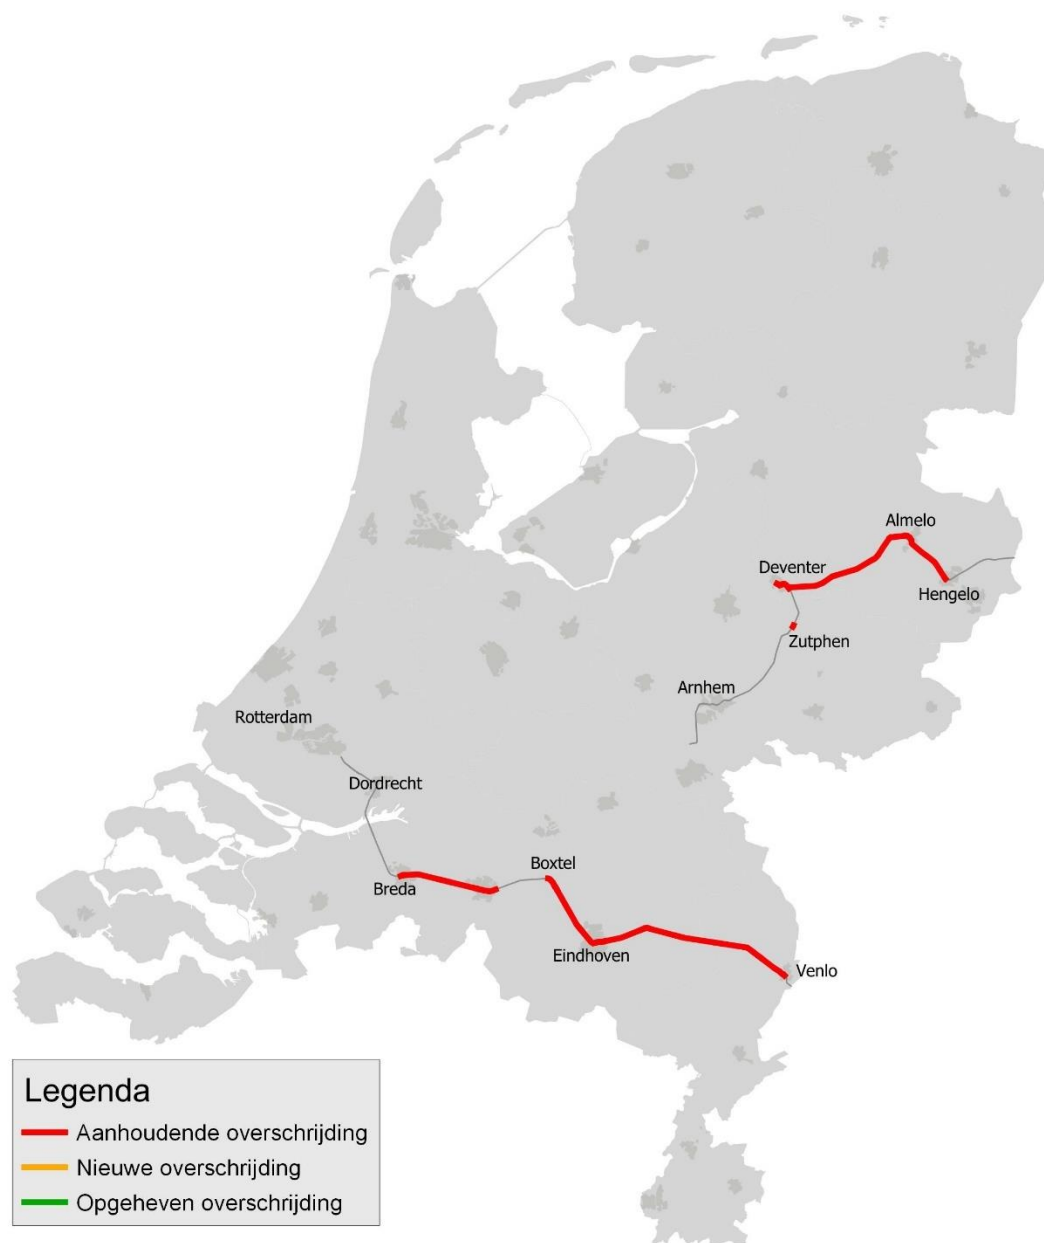 Almelo
Deventer
Hengelo
Zutphen
Arnhem
Rotterdam
Dordrecht
Boxtel
Breda
Eindhoven
Venlo
Legenda
Aanhoudende overschrijding
Nieuwe overschrijding
Opgeheven overschrijding